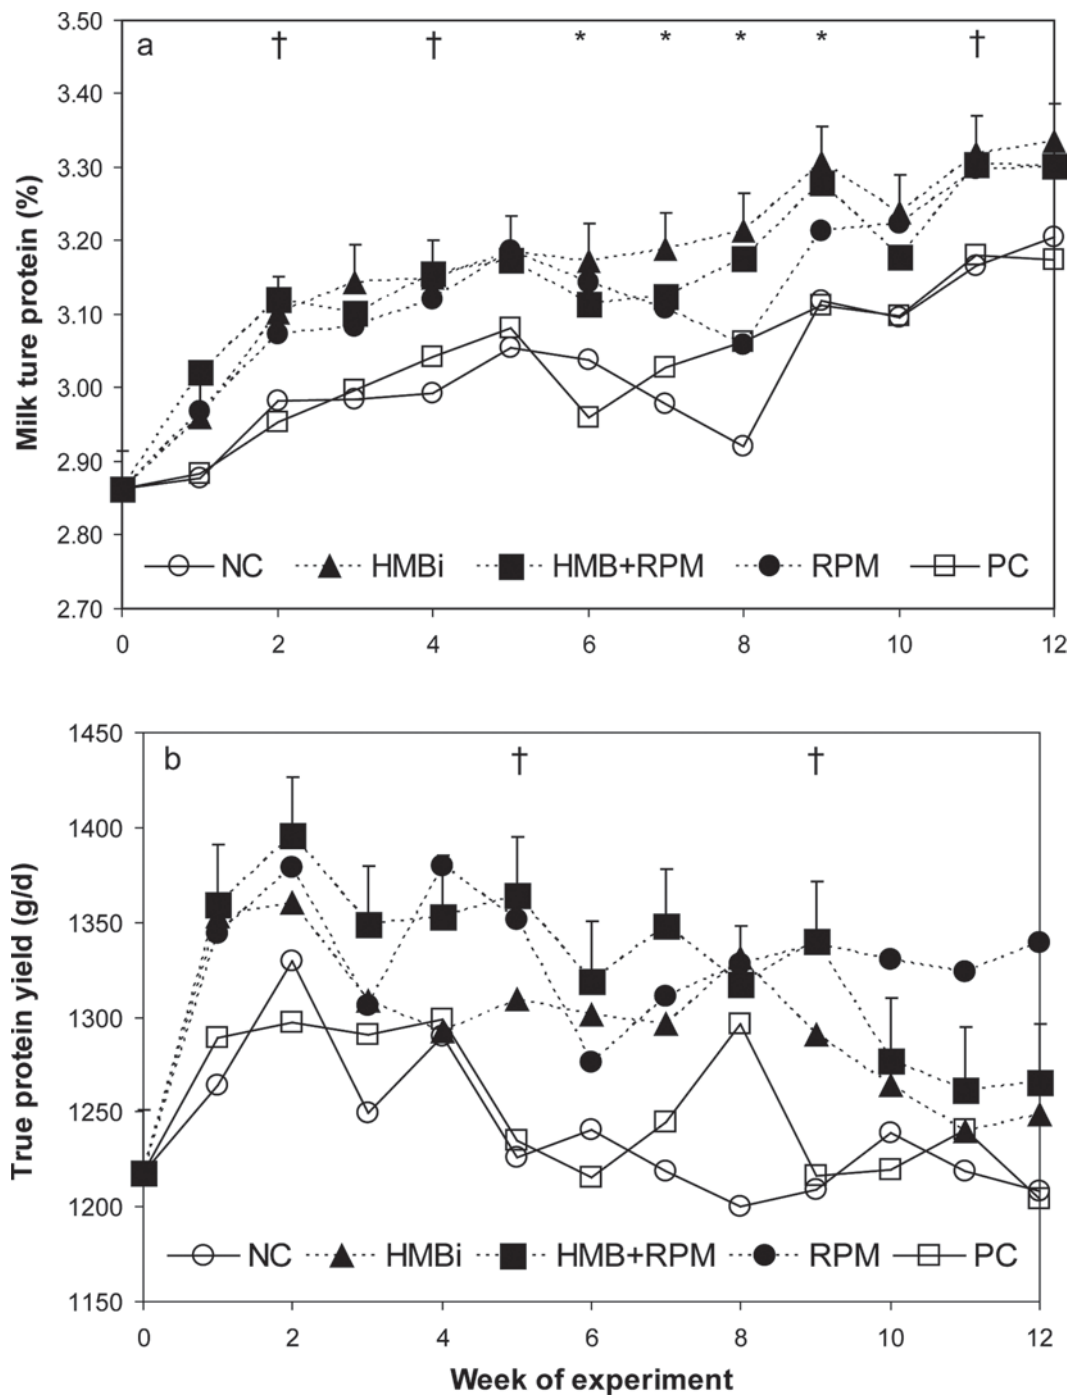 3.50
a † † * * * * †
3.40
3.30
3.20
3.10
3.00
2.90
2.80
2.70
Milk ture protein (%)
NC HMBi HMB+RPM RPM PC
0 2 4 6 8 10 12
1450
b † †
1400
1350
1300
1250
1200
1150
True protein yield (g/d)
NC HMBi HMB+RPM RPM PC
0 2 4 6 8 10 12
Week of experiment